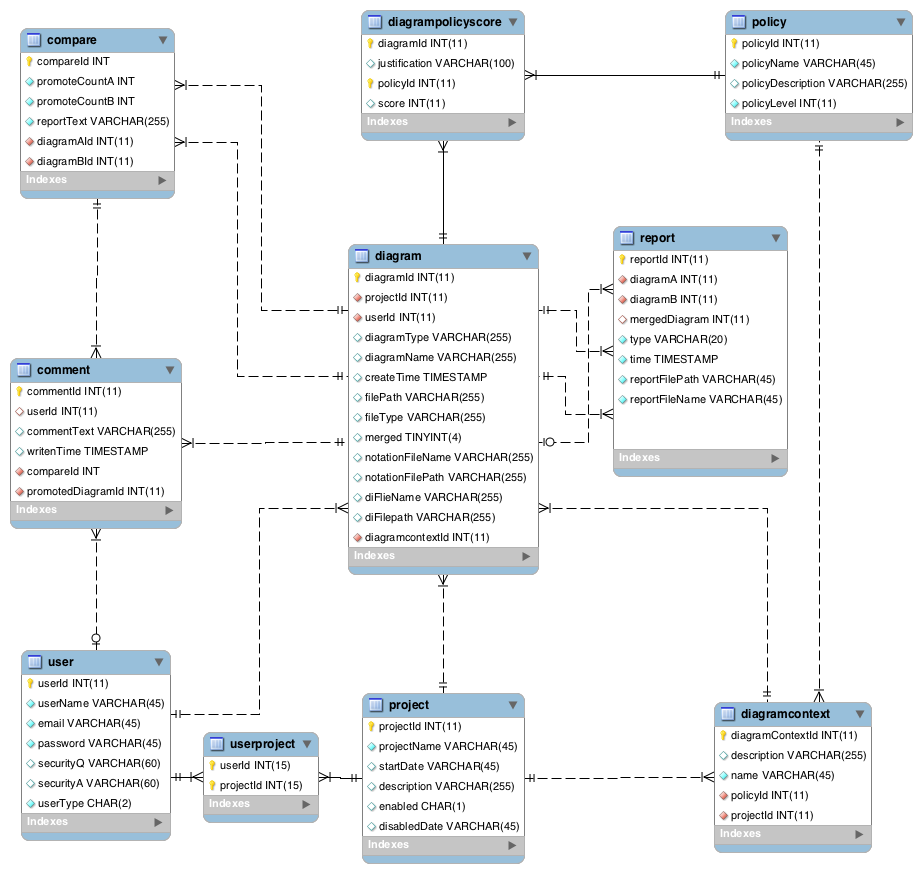 compare
compareId INT
promoteCountA INT
promoteCountB INT
reportText VARCHAR(255)
diagramAId INT(11)
diagramBId INT(11)
Indexes
diagrampolicyscore
diagramId INT(11)
justification VARCHAR(100)
policyId INT(11)
score INT(11)
Indexes
policy
policyId INT(11)
policyName VARCHAR(45)
policyDescription VARCHAR(255)
policyLevel INT(11)
Indexes
diagram
diagramId INT(11)
projectId INT(11)
userId INT(11)
diagramType VARCHAR(255)
diagramName VARCHAR(255)
createTime TIMESTAMP
filePath VARCHAR(255)
fileType VARCHAR(255)
merged TINYINT(4)
notationFileName VARCHAR(255)
notationFilePath VARCHAR(255)
diFlieName VARCHAR(255)
diFilepath VARCHAR(255)
diagramcontextId INT(11)
Indexes
report
reportId INT(11)
diagramA INT(11)
diagramB INT(11)
mergedDiagram INT(11)
type VARCHAR(20)
time TIMESTAMP
reportFilePath VARCHAR(45)
reportFileName VARCHAR(45)
Indexes
comment
commentId INT(11)
userId INT(11)
commentText VARCHAR(255)
writenTime TIMESTAMP
compareId INT
promotedDiagramId INT(11)
Indexes
user
userId INT(11)
userName VARCHAR(45)
email VARCHAR(45)
password VARCHAR(45)
securityQ VARCHAR(60)
securityA VARCHAR(60)
userType CHAR(2)
Indexes
userproject
userId INT(15)
projectId INT(15)
Indexes
project
projectId INT(11)
projectName VARCHAR(45)
startDate VARCHAR(45)
description VARCHAR(255)
enabled CHAR(1)
disabledDate VARCHAR(45)
Indexes
diagramcontext
diagramContextId INT(11)
description VARCHAR(255)
name VARCHAR(45)
policyId INT(11)
projectId INT(11)
Indexes